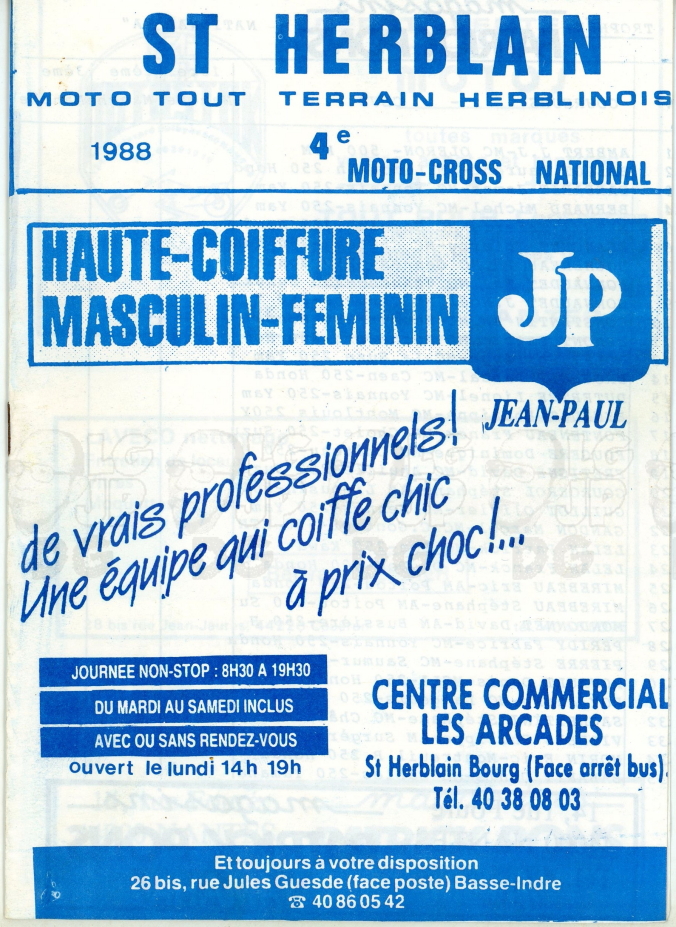 ST HERBLAIN
MOTO TOUT TERRAIN HERBLINOIS
1988 4e MOTO-CROSS NATIONAL
HAUTE-COIFFURE
MASCULIN-FEMININ
JP
JEAN-PAUL
de vrais professionnels!
Une équipe qui coiffe chic
à prix choc!...
JOURNEE NON-STOP : 8H30 A 19H30
DU MARDI AU SAMEDI INCLUS
AVEC OU SANS RENDEZ-VOUS
ouvert le lundi 14h 19h
CENTRE COMMERCIAL
LES ARCADES
St Herblain Bourg (Face arrêt bus).
Tél. 40 38 08 03
Et toujours à votre disposition
26 bis, rue Jules Guesde (face poste) Basse-Indre
☎ 40 86 05 42